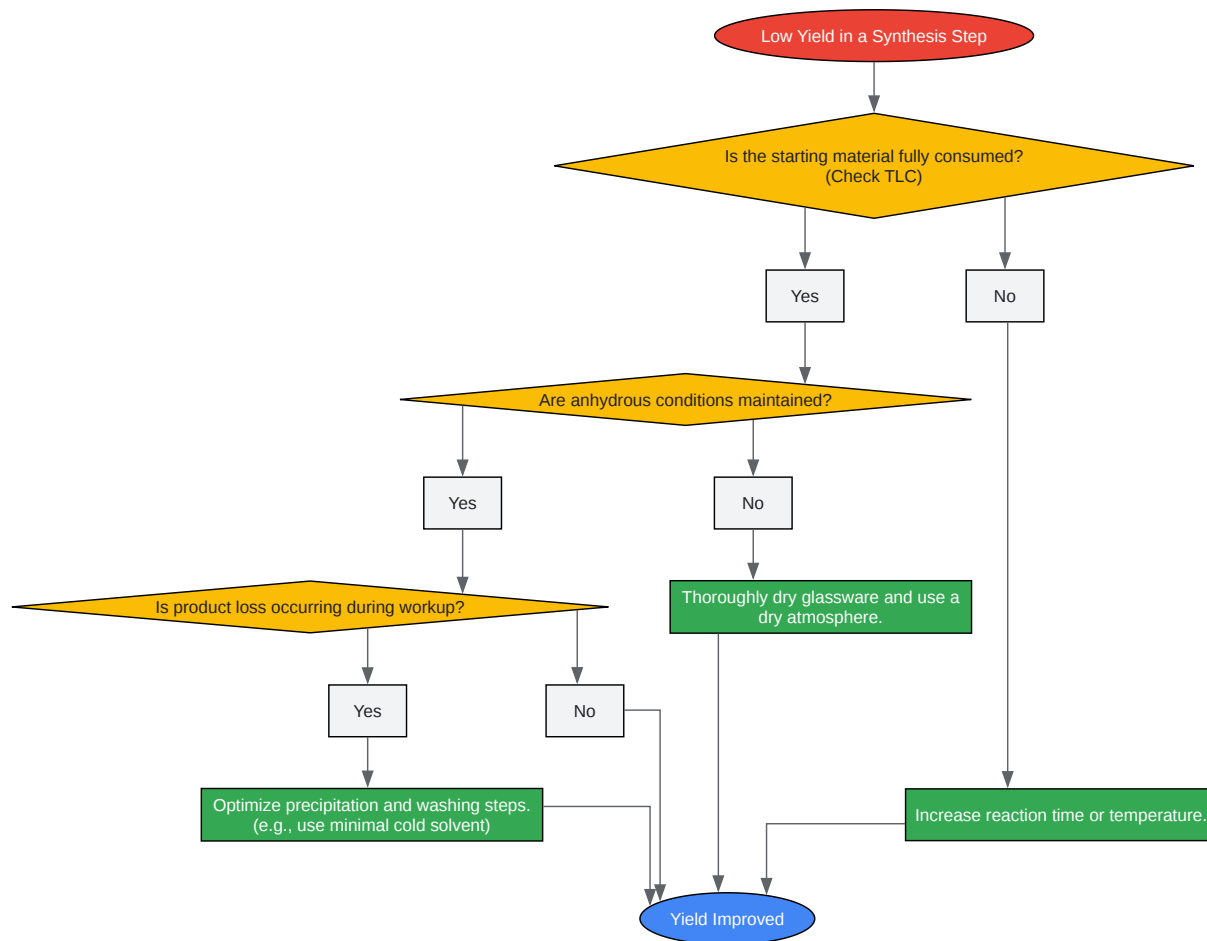 Low Yield in a Synthesis Step
Is the starting material fully consumed?
(Check TLC)
Yes
No
Are anhydrous conditions maintained?
Yes
No
Is product loss occurring during workup?
Thoroughly dry glassware and use a
dry atmosphere.
Yes
No
Optimize precipitation and washing steps.
(e.g., use minimal cold solvent)
Increase reaction time or temperature.
Yield Improved